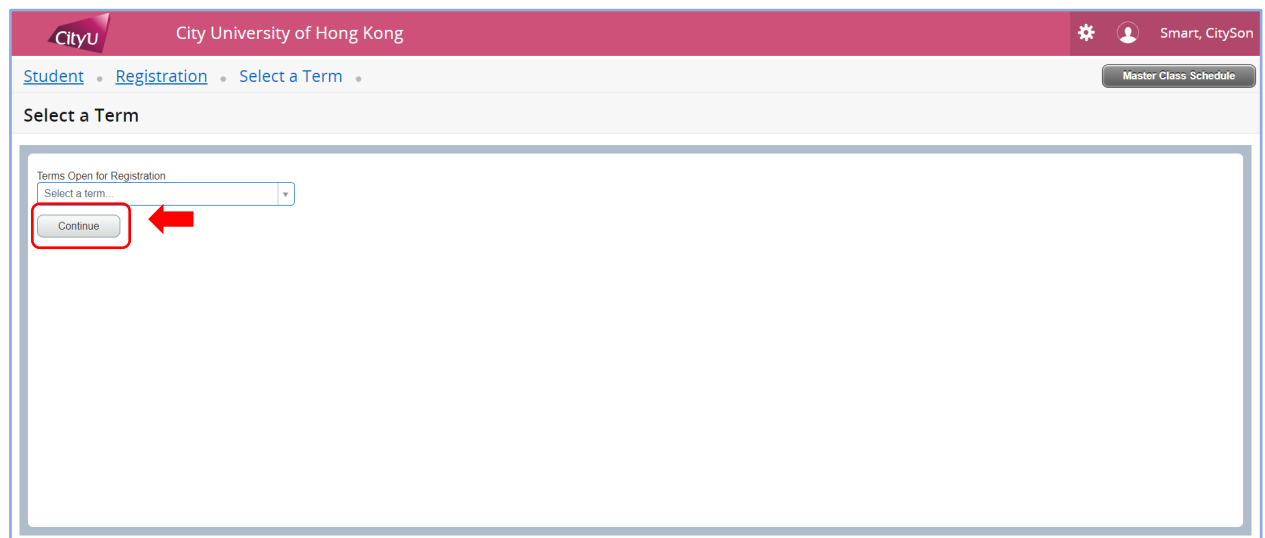 CityU City University of Hong Kong Smart, CitySon
Student • Registration • Select a Term • Master Class Schedule
Select a Term
Terms Open for Registration
Select a term...
Continue